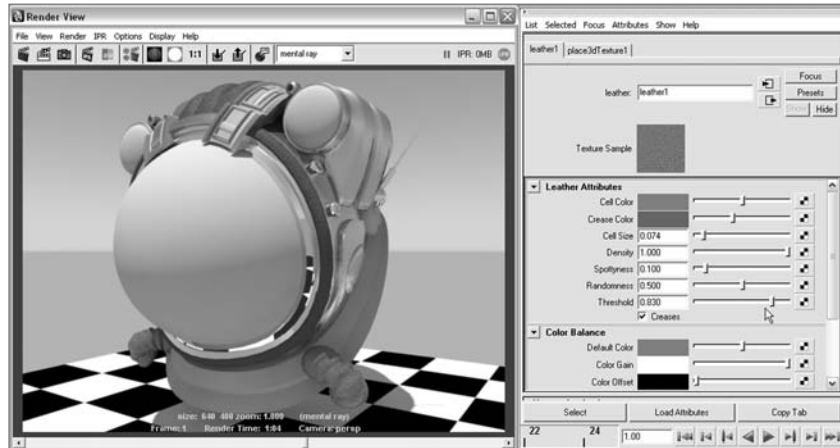 Render View
File View Render IPR Options Display Help
1:1 mental ray IPR: 0MB
size: 640 480 zoom: 1.000 (mental ray)
Frame: 1 Render Time: 1:04 Camera: persp
List Selected Focus Attributes Show Help
leather1 place3dTexture1
leather: leather1
Focus
Presets
Show Hide
Texture Sample
Leather Attributes
Cell Color
Crease Color
Cell Size 0.074
Density 1.000
Spottyness 0.100
Randomness 0.500
Threshold 0.830
Creases
Color Balance
Default Color
Color Gain
Color Offset
Select Load Attributes Copy Tab
22 24 1.00